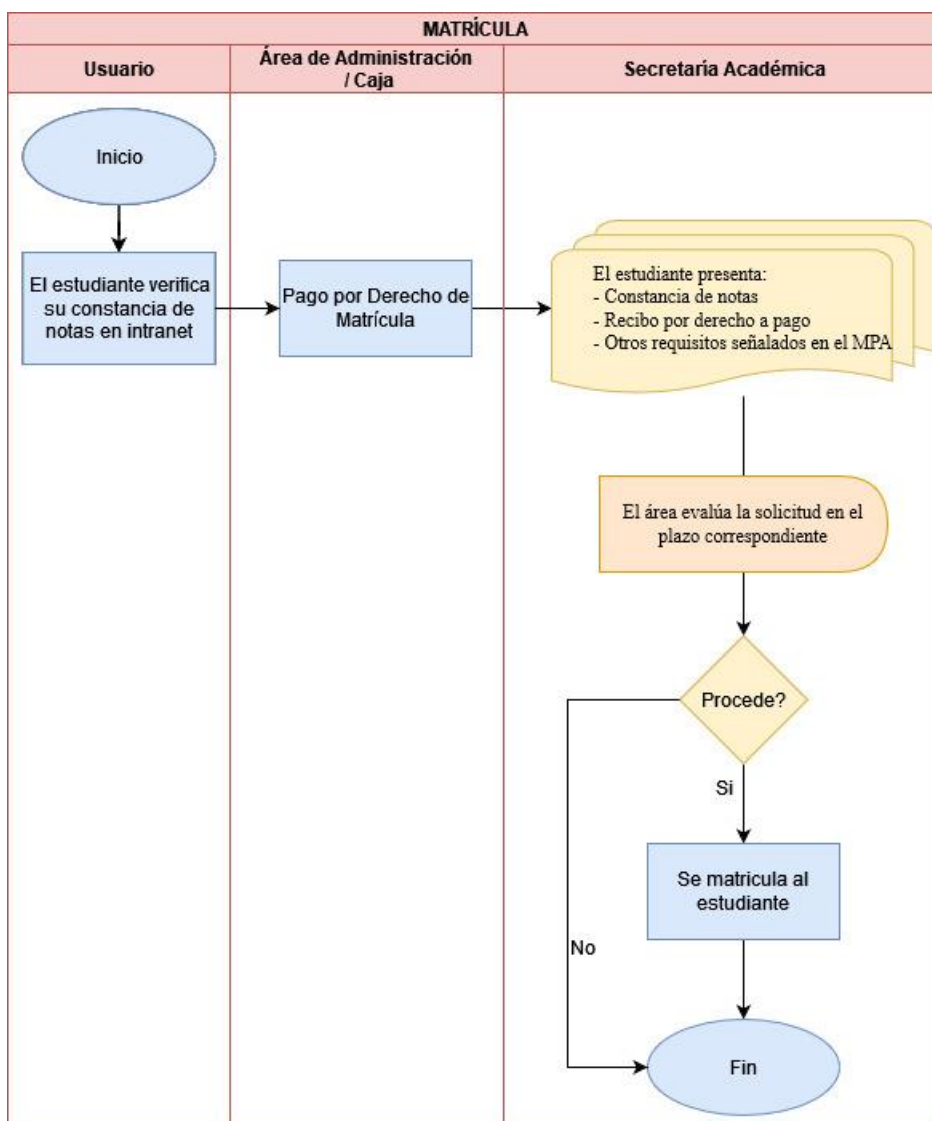 MATRÍCULA
Usuario
Área de Administración
/ Caja
Secretaría Académica
Inicio
El estudiante verifica
su constancia de
notas en intranet
Pago por Derecho de
Matrícula
El estudiante presenta:
- Constancia de notas
- Recibo por derecho a pago
- Otros requisitos señalados en el MPA
El área evalúa la solicitud en el
plazo correspondiente
Procede?
Si
Se matricula al
estudiante
No
Fin